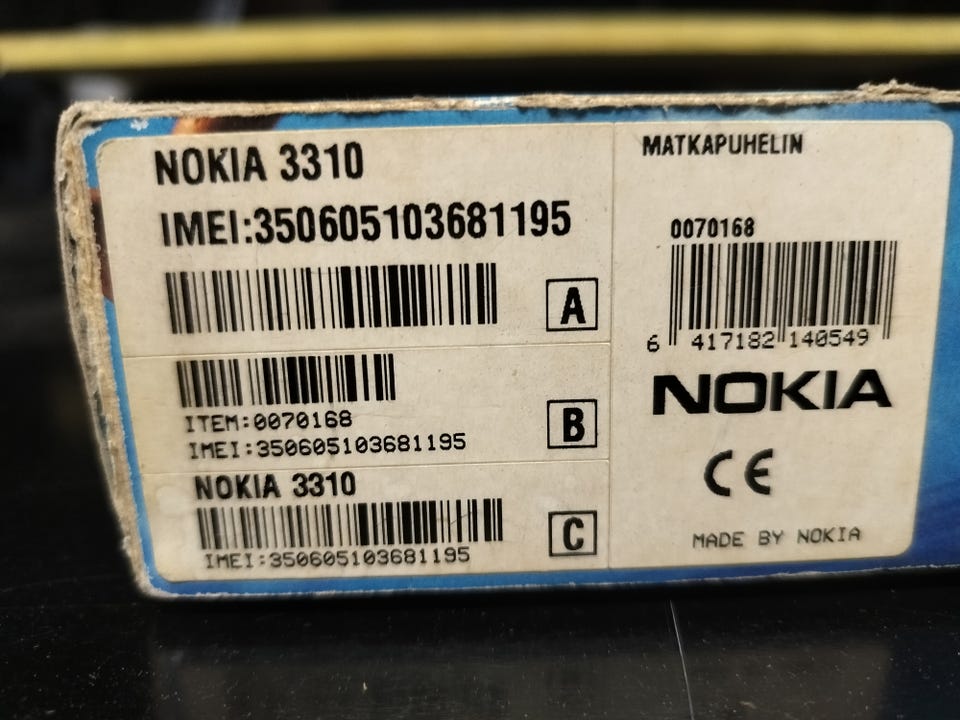 NOKIA 3310
IMEI:350605103681195
A
ITEM:0070168
IMEI:350605103681195
B
NOKIA 3310
IMEI:350605103681195
C
MATKAPUHELIN
0070168
6 417182 140549
NOKIA
CE
MADE BY NOKIA